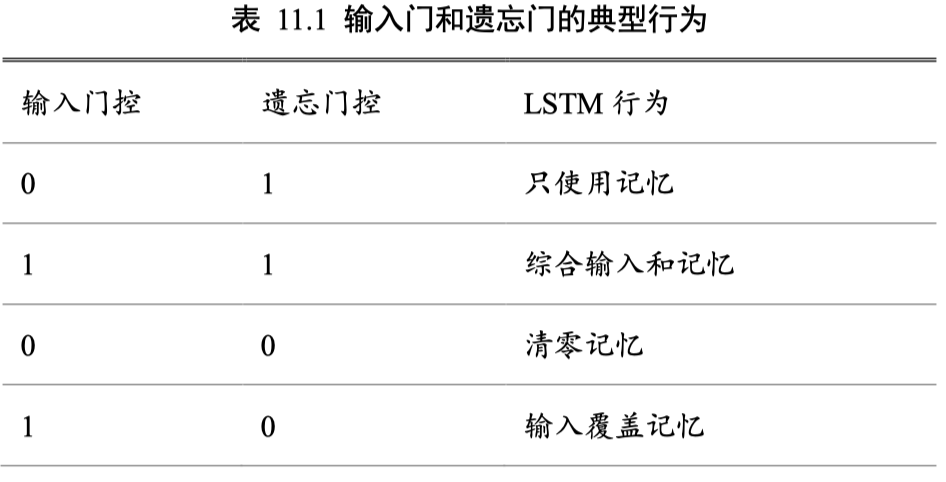 表 11.1 输入门和遗忘门的典型行为
输入门控 遗忘门控 LSTM 行为
0 1 只使用记忆
1 1 综合输入和记忆
0 0 清零记忆
1 0 输入覆盖记忆